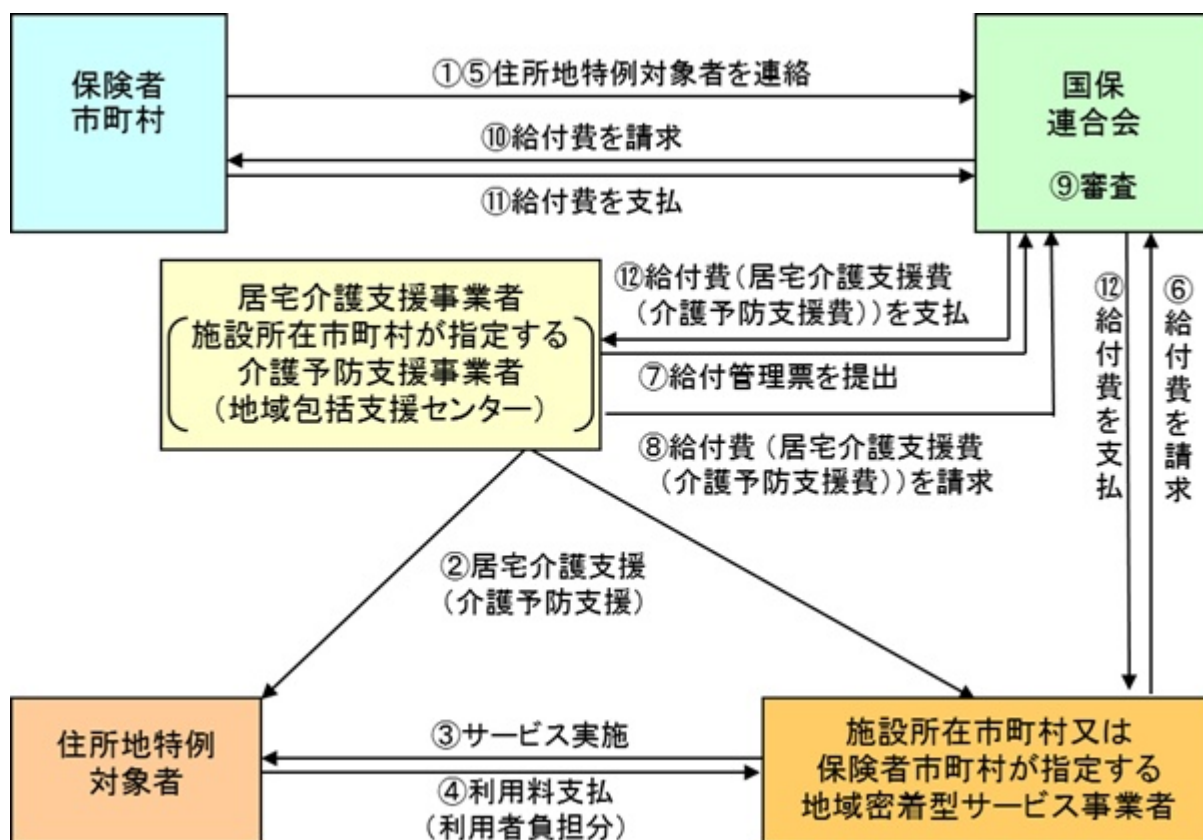 保険者
市町村
①⑤住所地特例対象者を連絡
⑩給付費を請求
⑪給付費を支払
国保
連合会
⑨審査
居宅介護支援事業者
施設所在市町村が指定する
介護予防支援事業者
（地域包括支援センター）
⑫給付費(居宅介護支援費
(介護予防支援費))を支払
⑦給付管理票を提出
⑧給付費（居宅介護支援費
(介護予防支援費))を請求
⑫給付費を支払
⑥給付費を請求
②居宅介護支援
(介護予防支援)
住所地特例
対象者
③サービス実施
④利用料支払
(利用者負担分)
施設所在市町村又は
保険者市町村が指定する
地域密着型サービス事業者